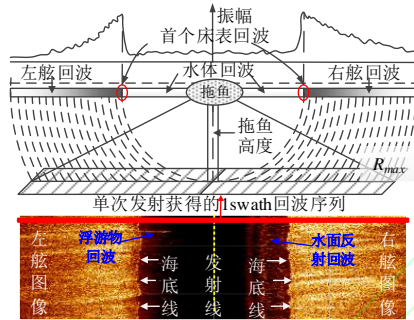 振幅
首个床表回波
左舷回波
水体回波
右舷回波
拖鱼
拖鱼
高度
Rmax
单次发射获得的1swath回波序列
左舷图像
浮游物
回波
海底线
发射线
海底线
水面反
射回波
右舷图像